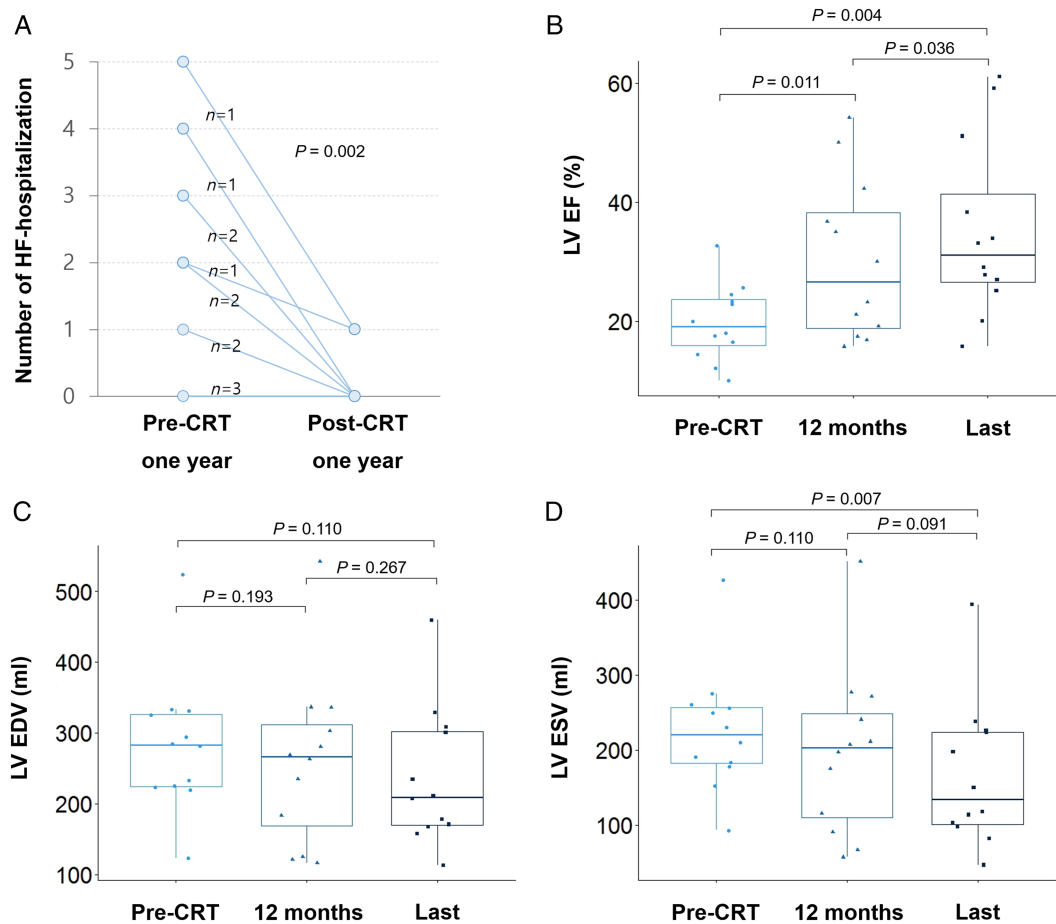 A
Number of HF-hospitalization
5
4
3
2
1
0
n=1
P = 0.002
n=1
n=2
n=1
n=2
n=2
n=3
Pre-CRT
one year
Post-CRT
one year
B
P = 0.004
P = 0.036
P = 0.011
LV EF (%)
60
40
20
Pre-CRT
12 months
Last
C
P = 0.110
P = 0.267
P = 0.193
LV EDV (ml)
500
400
300
200
100
Pre-CRT
12 months
Last
D
P = 0.007
P = 0.091
P = 0.110
LV ESV (ml)
400
300
200
100
Pre-CRT
12 months
Last